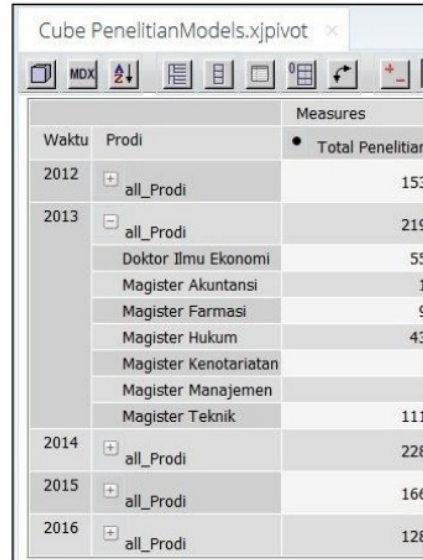 Cube PenelitianModels.xjpivot ×
MDX
Measures
Waktu Prodi Total Penelitian
2012 all_Prodi 153
2013 all_Prodi 219
Doktor Ilmu Ekonomi 55
Magister Akuntansi 1
Magister Farmasi 9
Magister Hukum 43
Magister Kenotariatan
Magister Manajemen
Magister Teknik 111
2014 all_Prodi 228
2015 all_Prodi 166
2016 all_Prodi 128